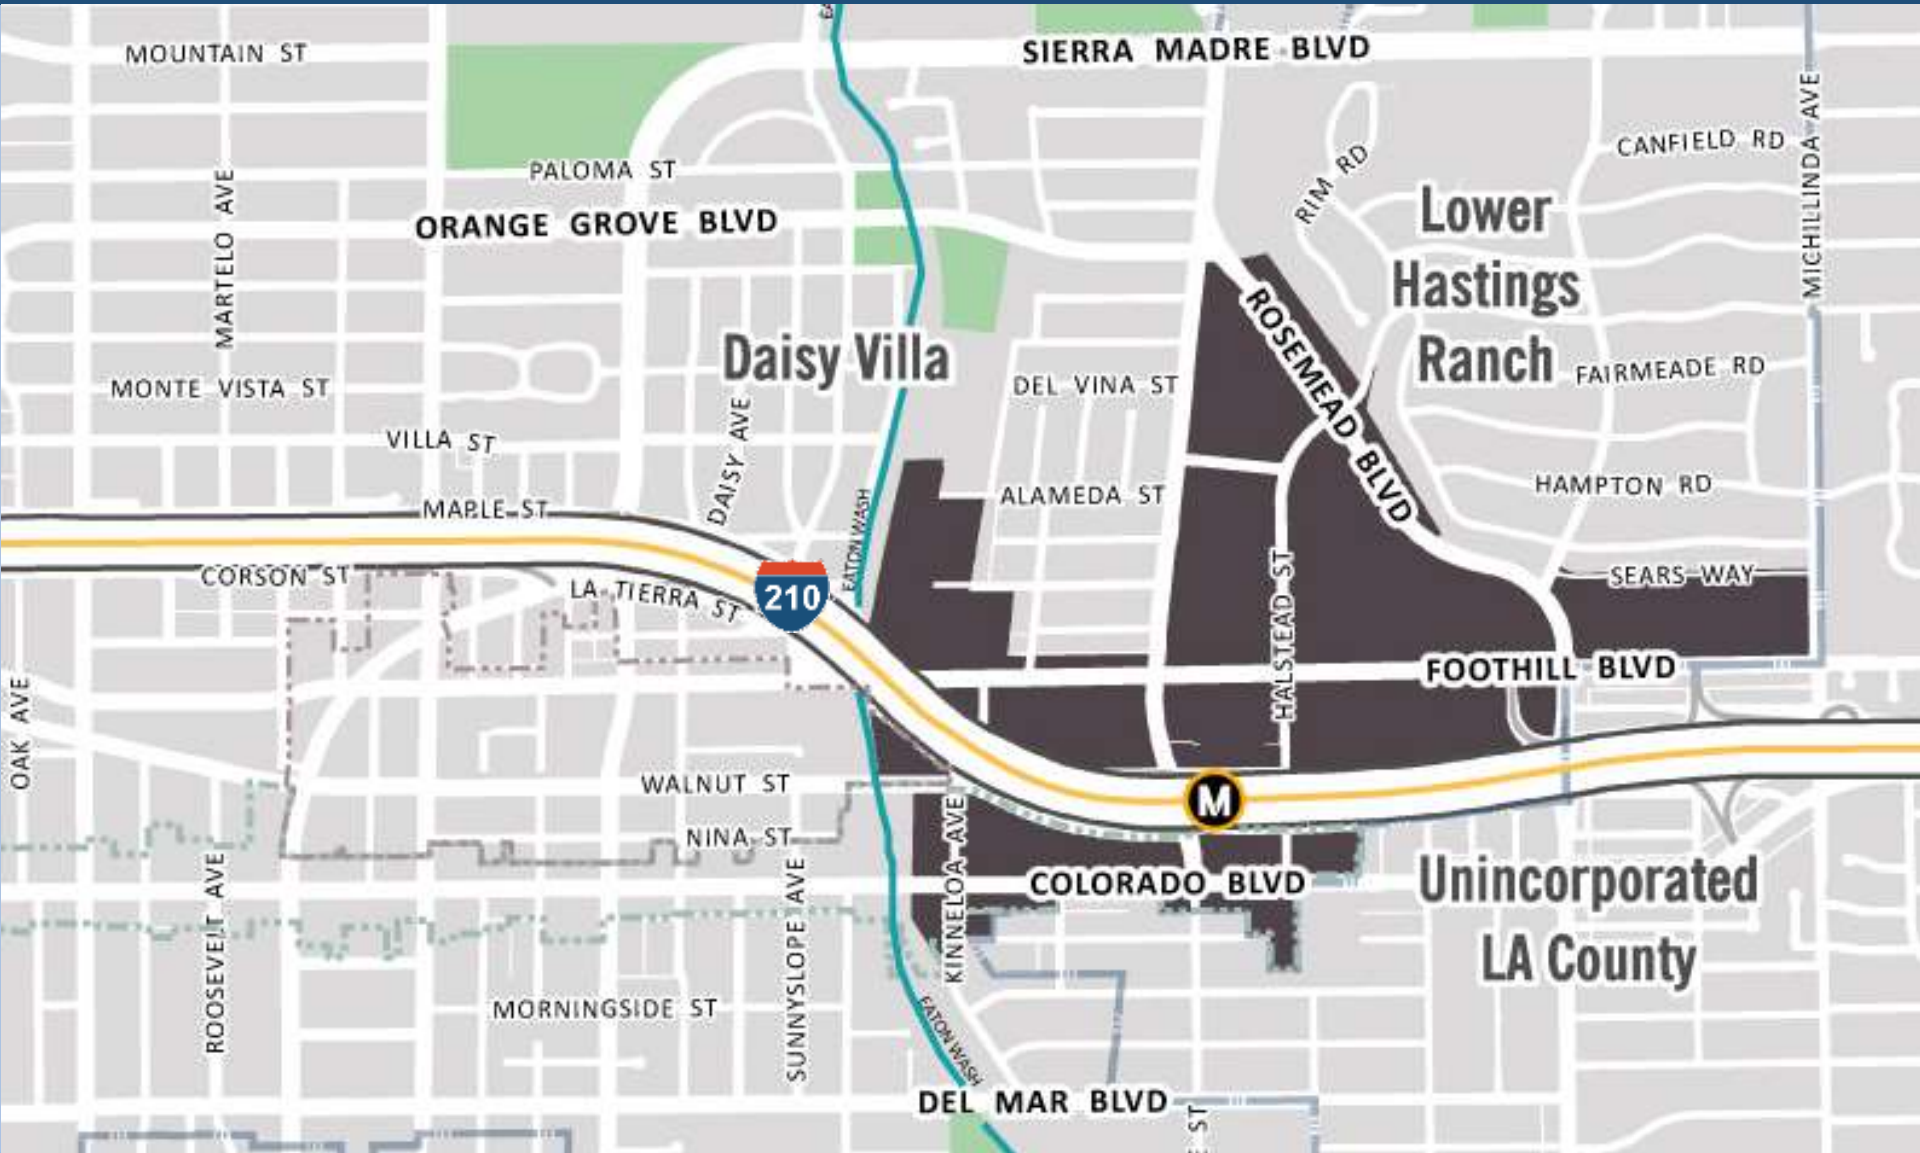 MOUNTAIN ST
SIERRA MADRE BLVD
CANFIELD RD
MICHILLINDA AVE
PALOMA ST
RIM RD
MARTELO AVE
ORANGE GROVE BLVD
Lower
Hastings
Ranch
ROSEMEAD BLVD
Daisy Villa
MONTE VISTA ST
DEL VINA ST
FAIRMEADE RD
VILLA ST
DAISY AVE
ALAMEDA ST
HAMPTON RD
MAPLE ST
EATON WASH
CORSON ST
LA TIERRA ST
210
HALSTEAD ST
SEARS WAY
FOOTHILL BLVD
OAK AVE
WALNUT ST
M
NINA ST
KINNELOA AVE
COLORADO BLVD
Unincorporated
LA County
ROOSEVELT AVE
SUNNYSLOPE AVE
MORNINGSIDE ST
EATON WASH
DEL MAR BLVD
ST